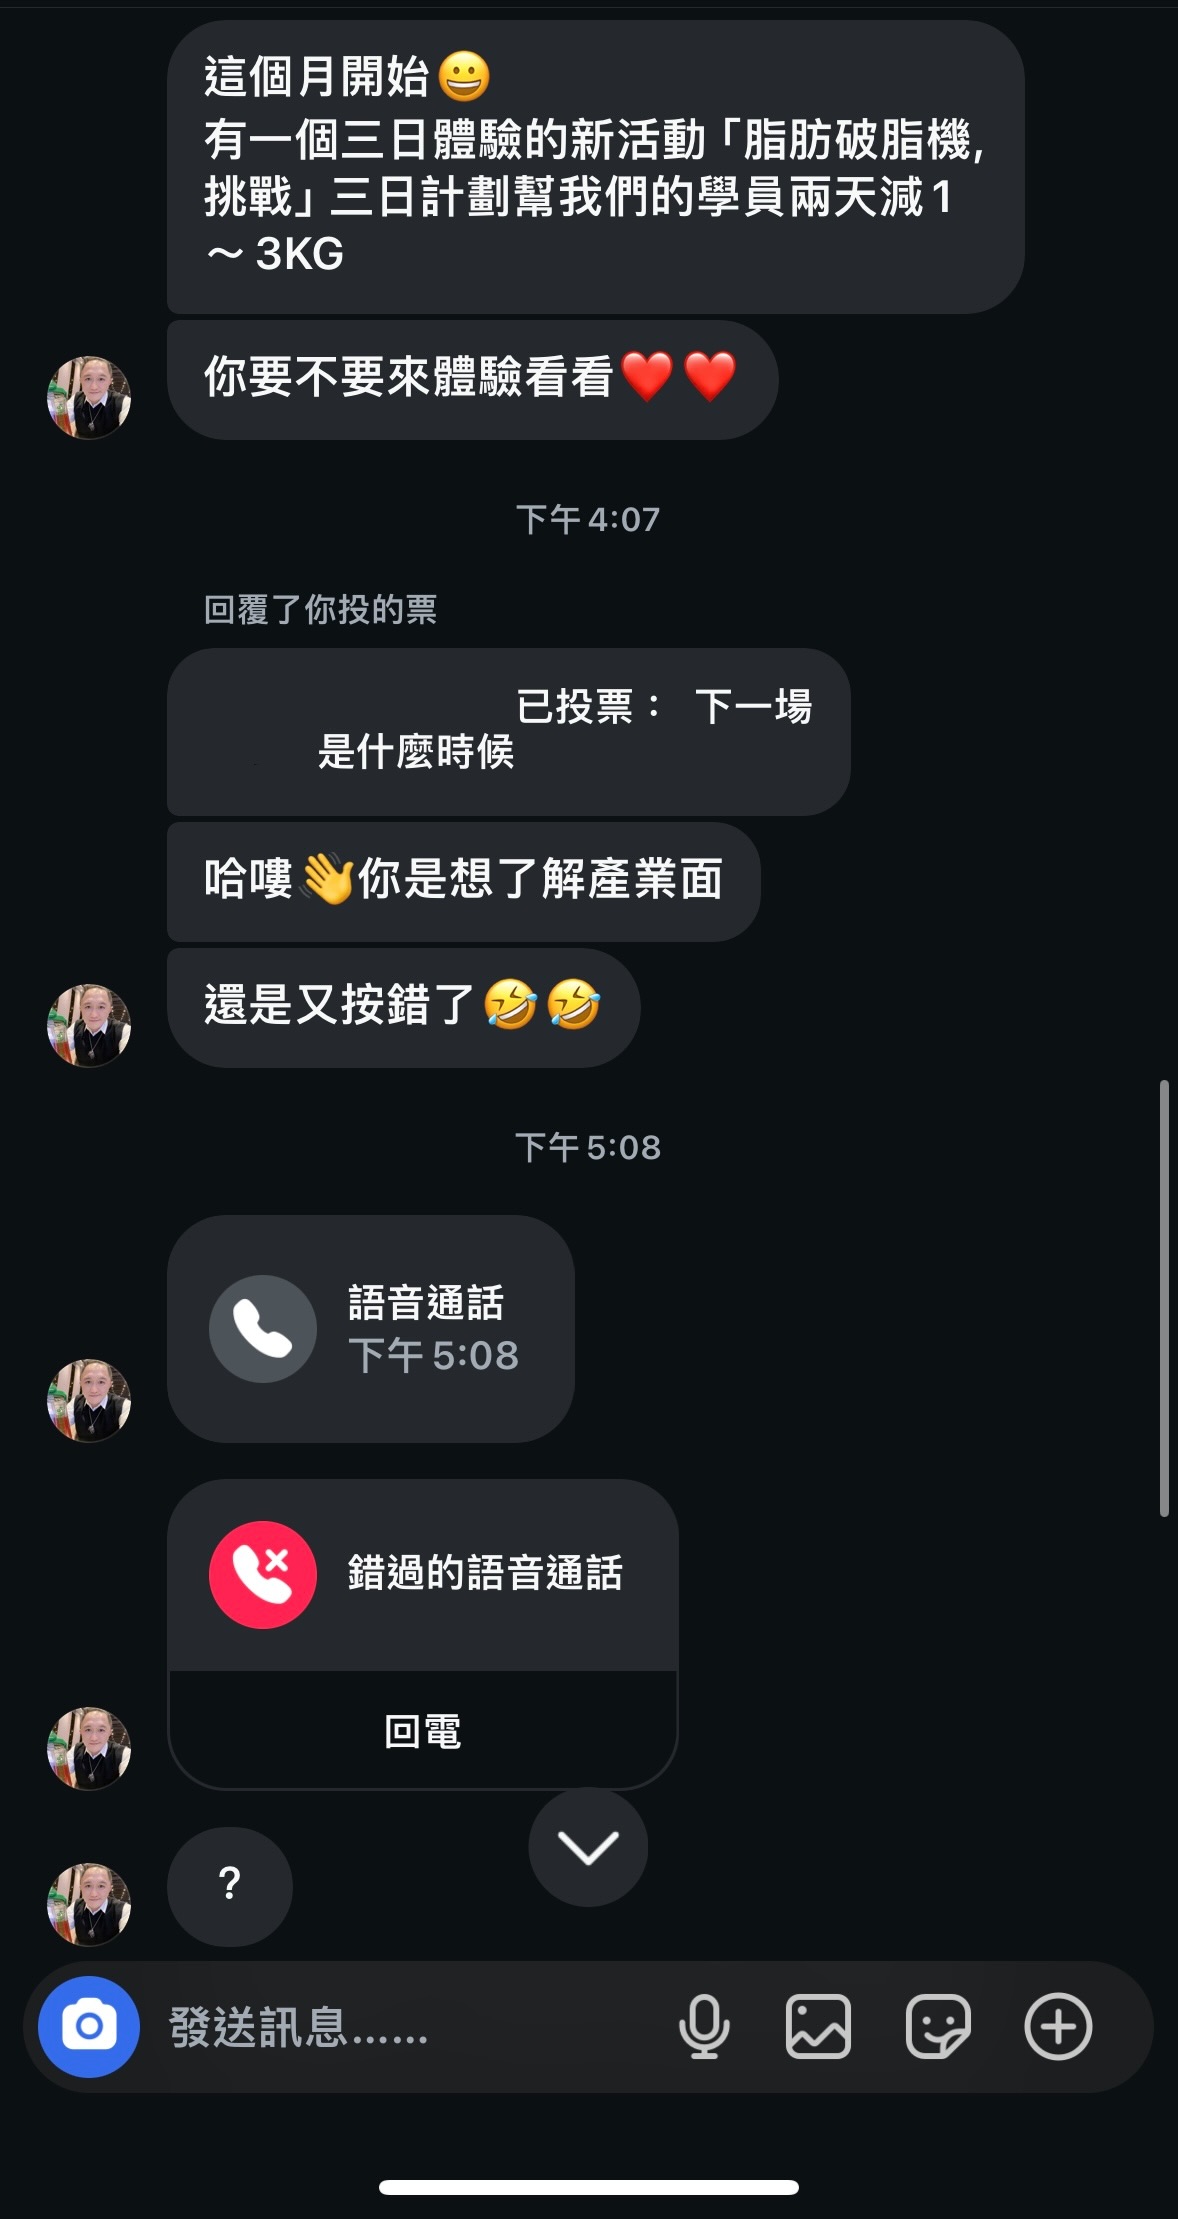 這個月開始😀
有一個三日體驗的新活動「脂肪破脂機,
挑戰」三日計劃幫我們的學員兩天減1
～3KG
你要不要來體驗看看❤️❤️
下午4:07
回覆了你投的票
已投票： 下一場
是什麼時候
哈嘍👋你是想了解產業面
還是又按錯了🤣🤣
下午5:08
語音通話
下午5:08
錯過的語音通話
回電
?
發送訊息……